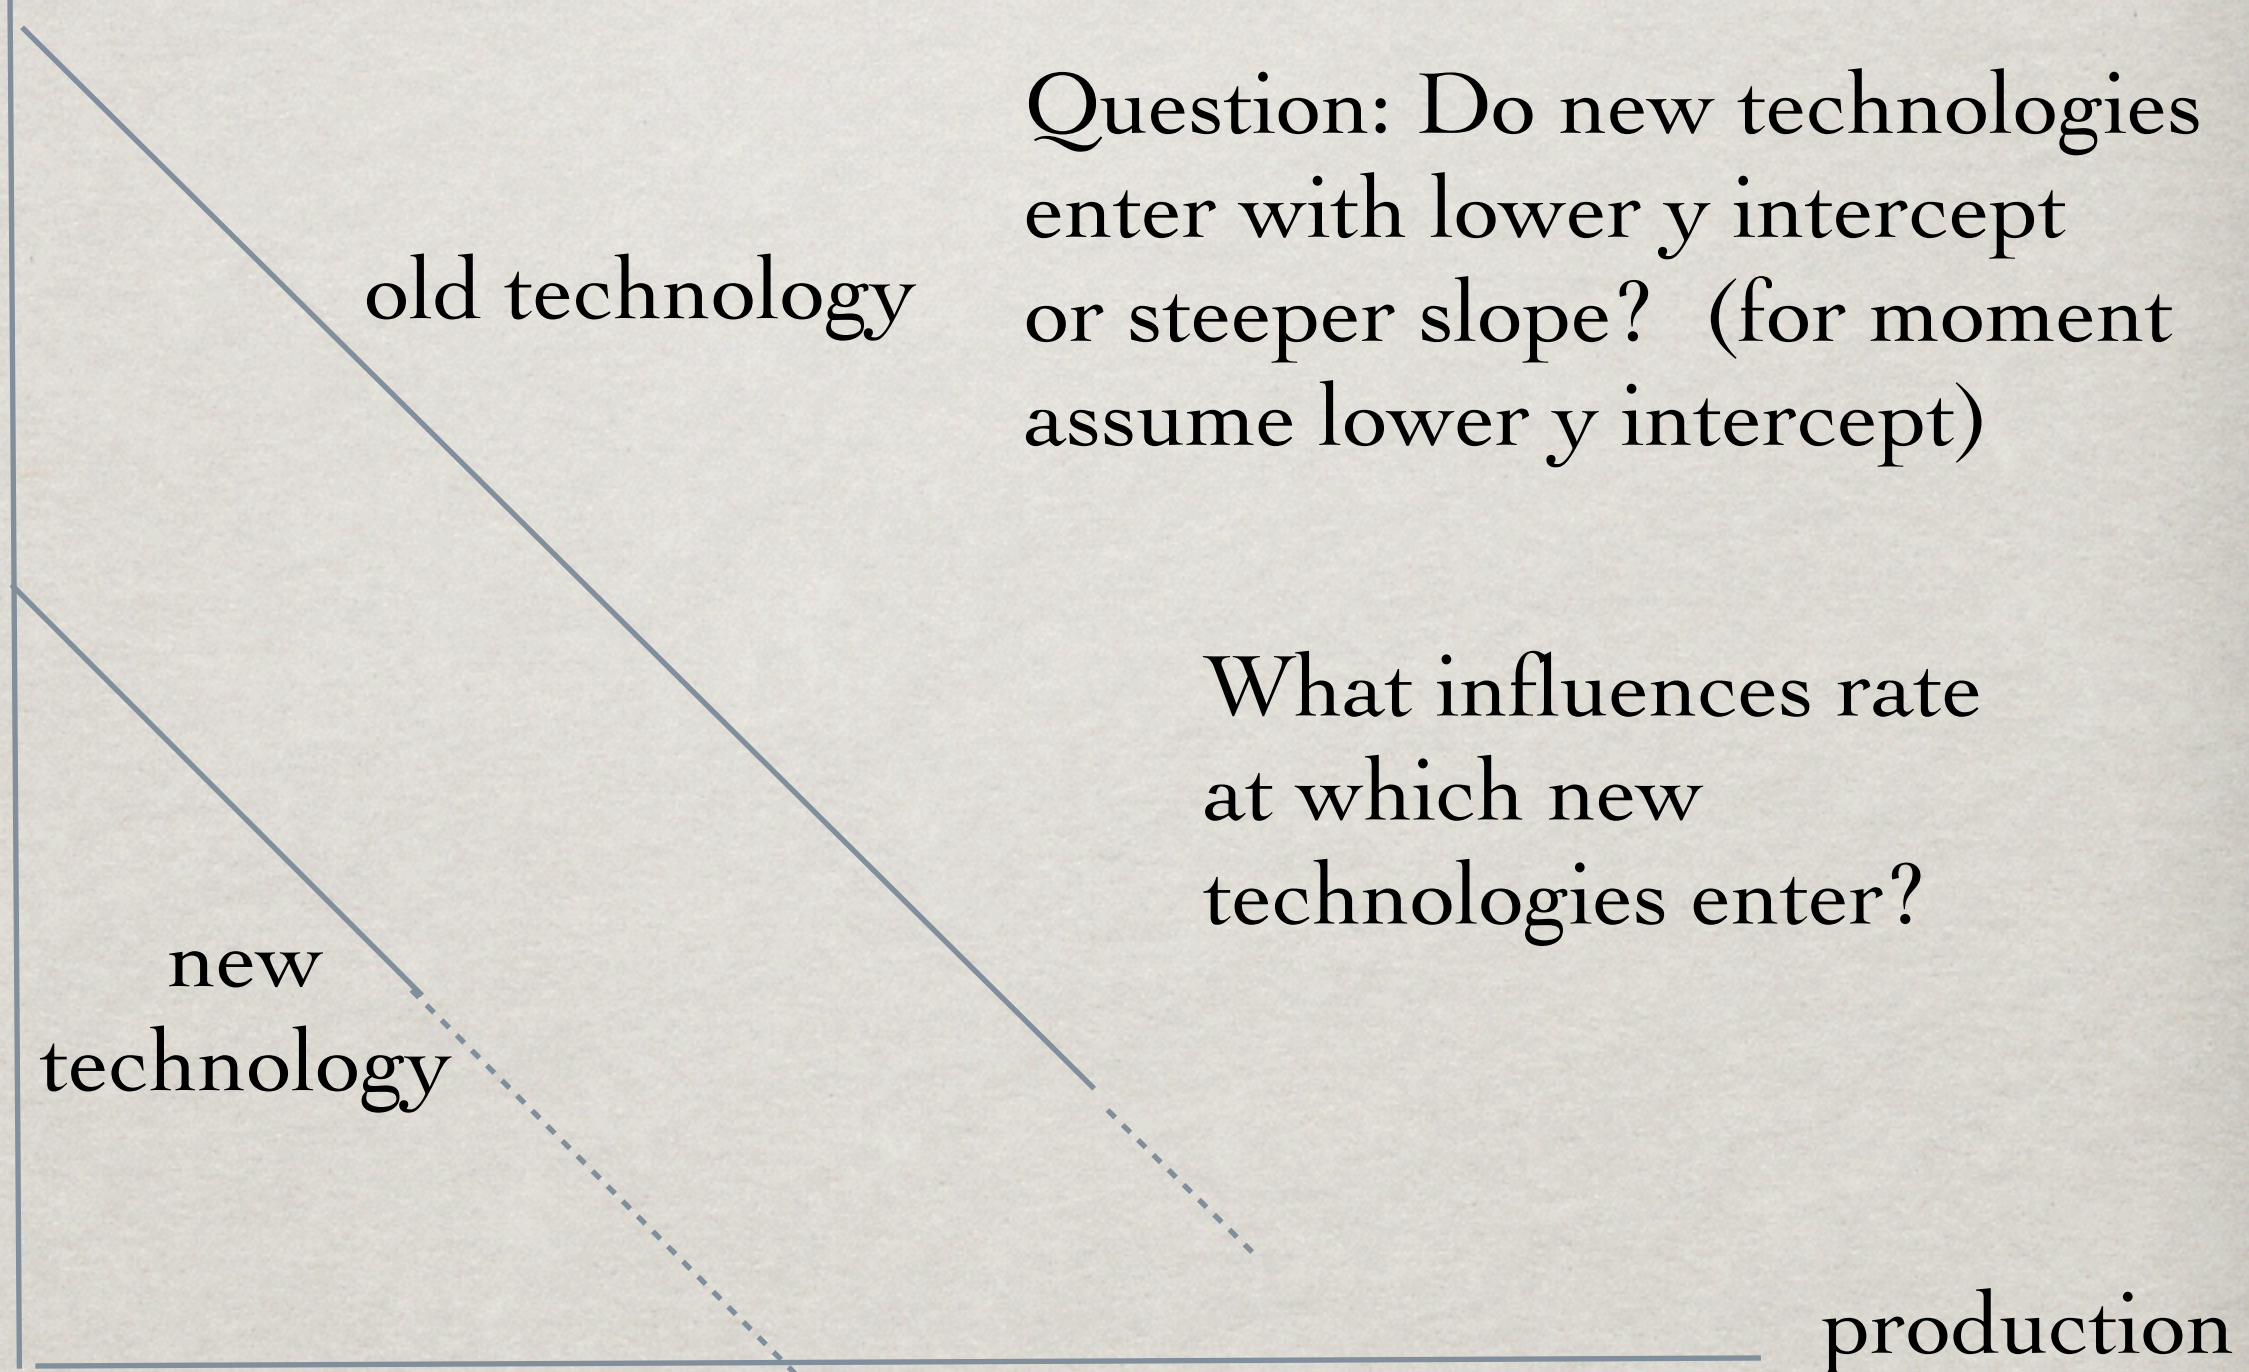 Question: Do new technologies
enter with lower y intercept
or steeper slope? (for moment
assume lower y intercept)
old technology
What influences rate
at which new
technologies enter?
new
technology
production